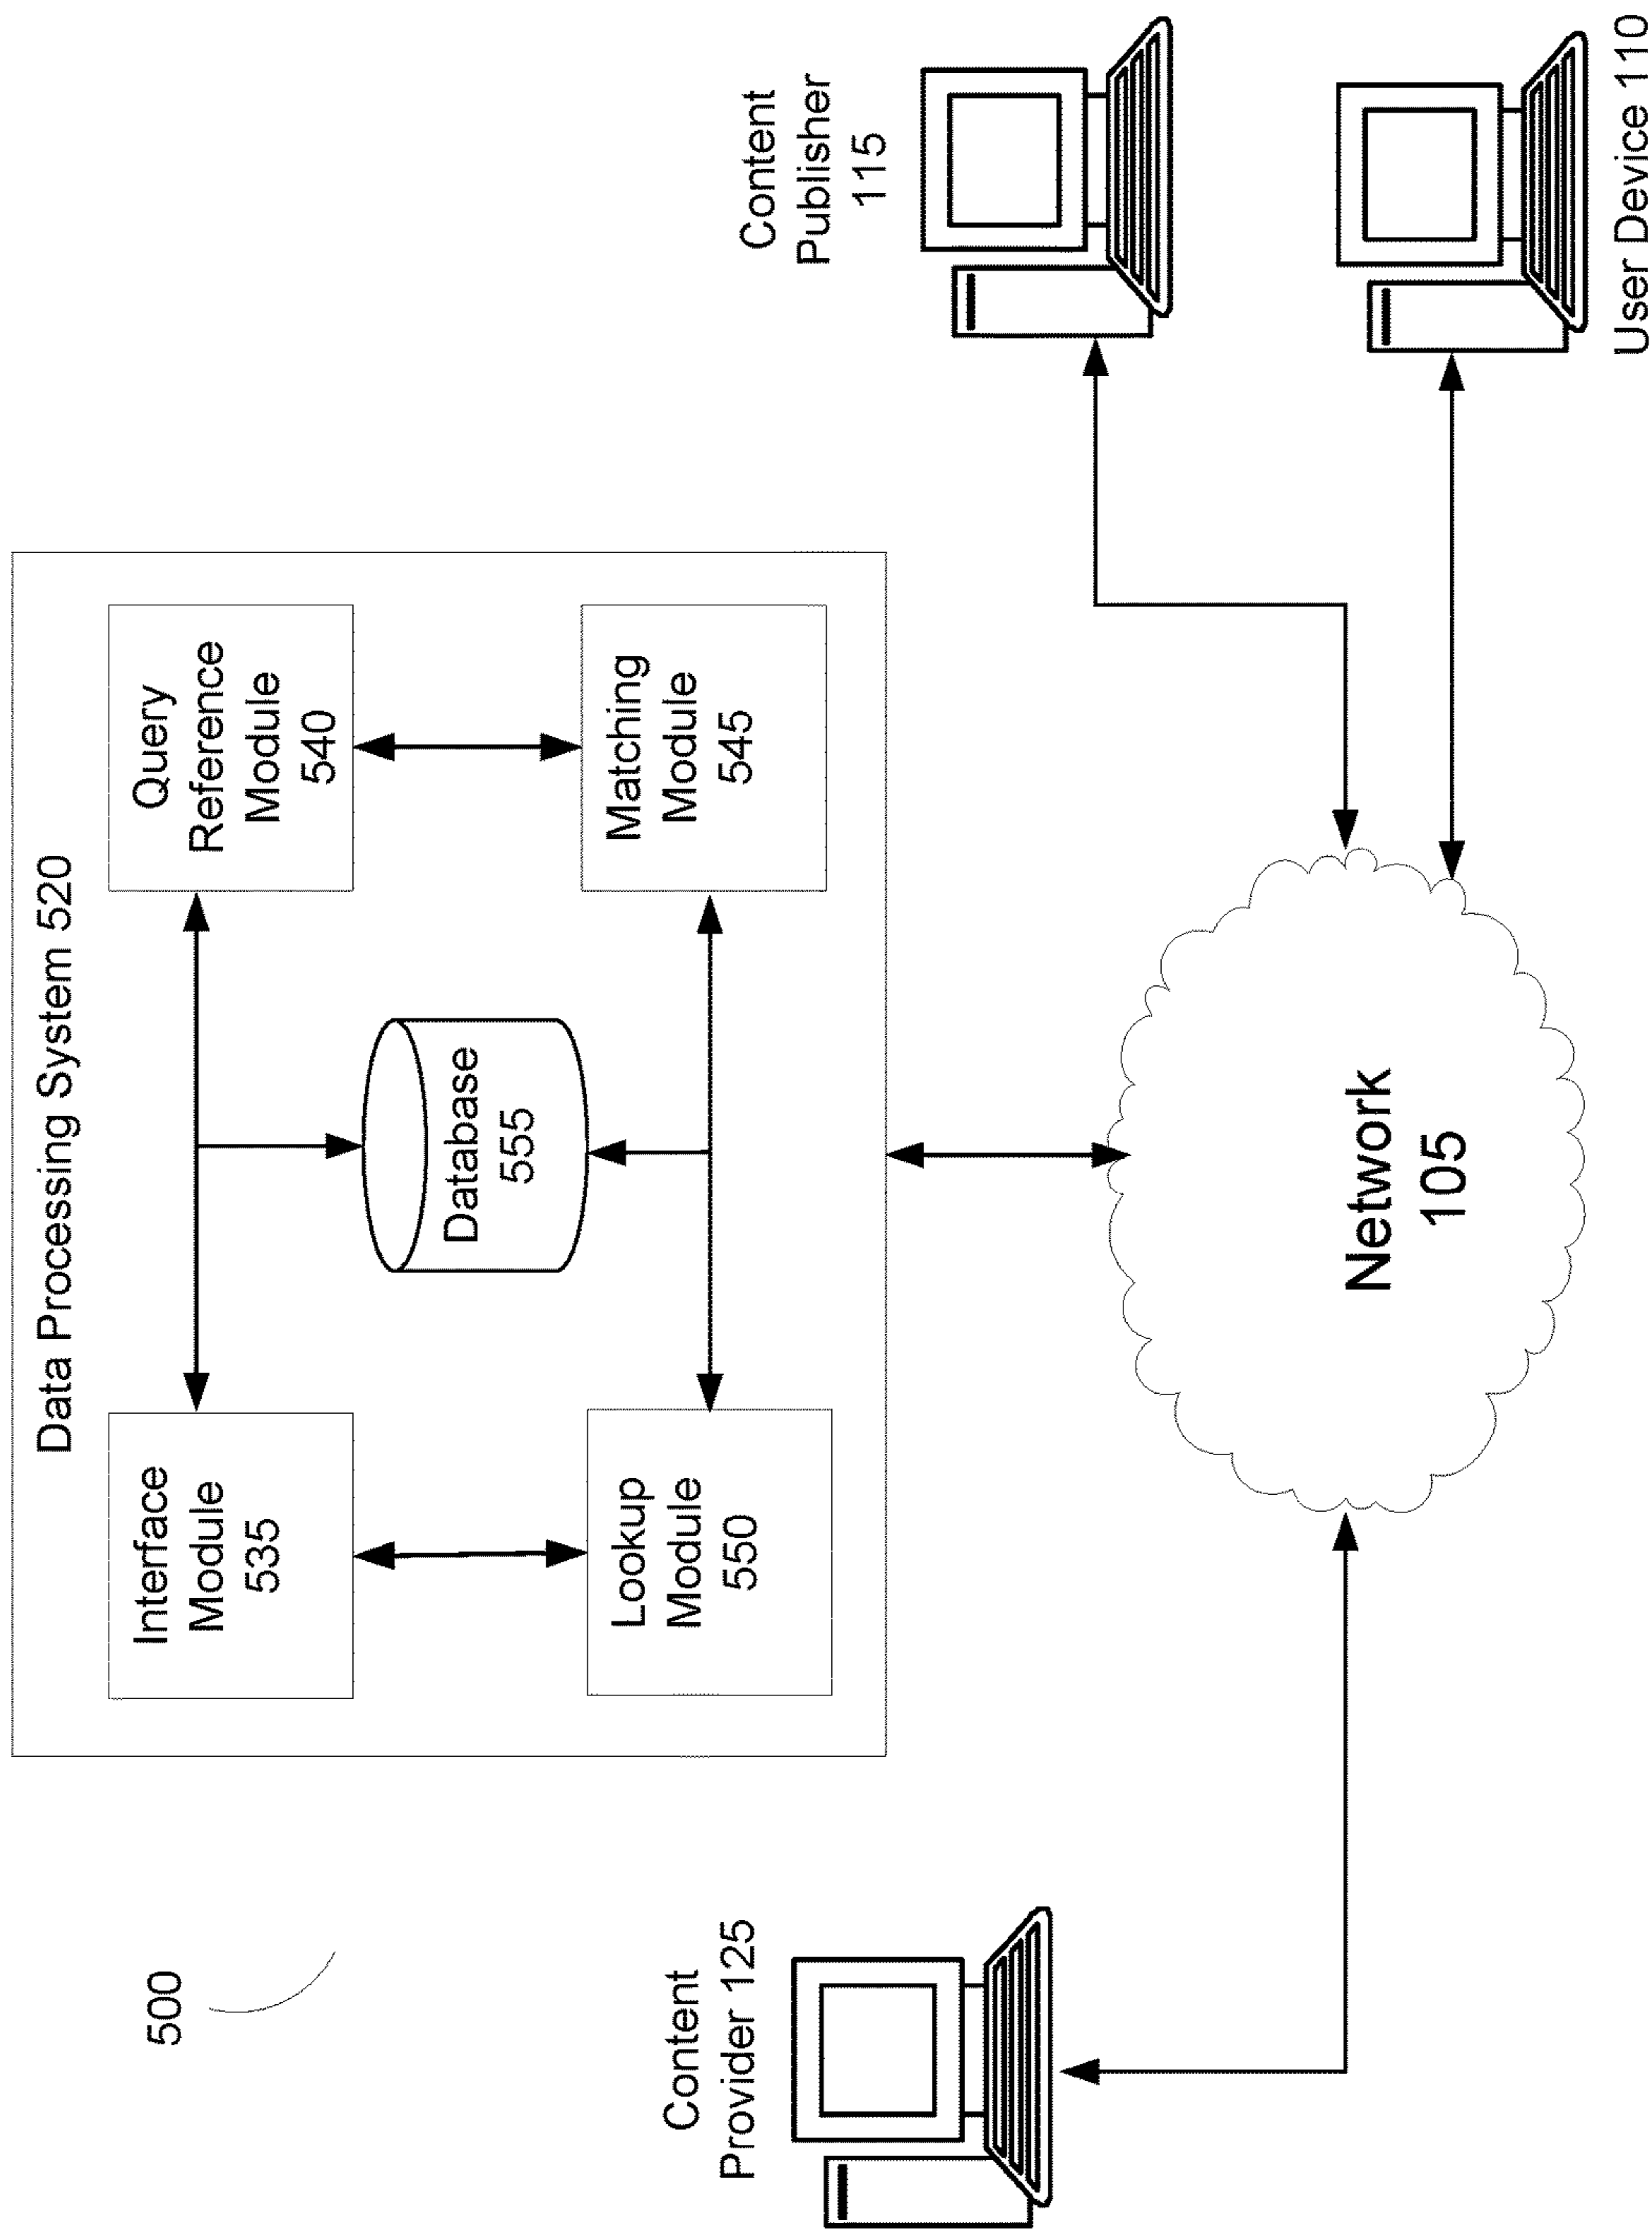 500
Data Processing System 520
Interface
Module
535
Query
Reference
Module
540
Database
555
Lookup
Module
550
Matching
Module
545
Content
Provider 125
Content
Publisher
115
Network
105
User Device 110